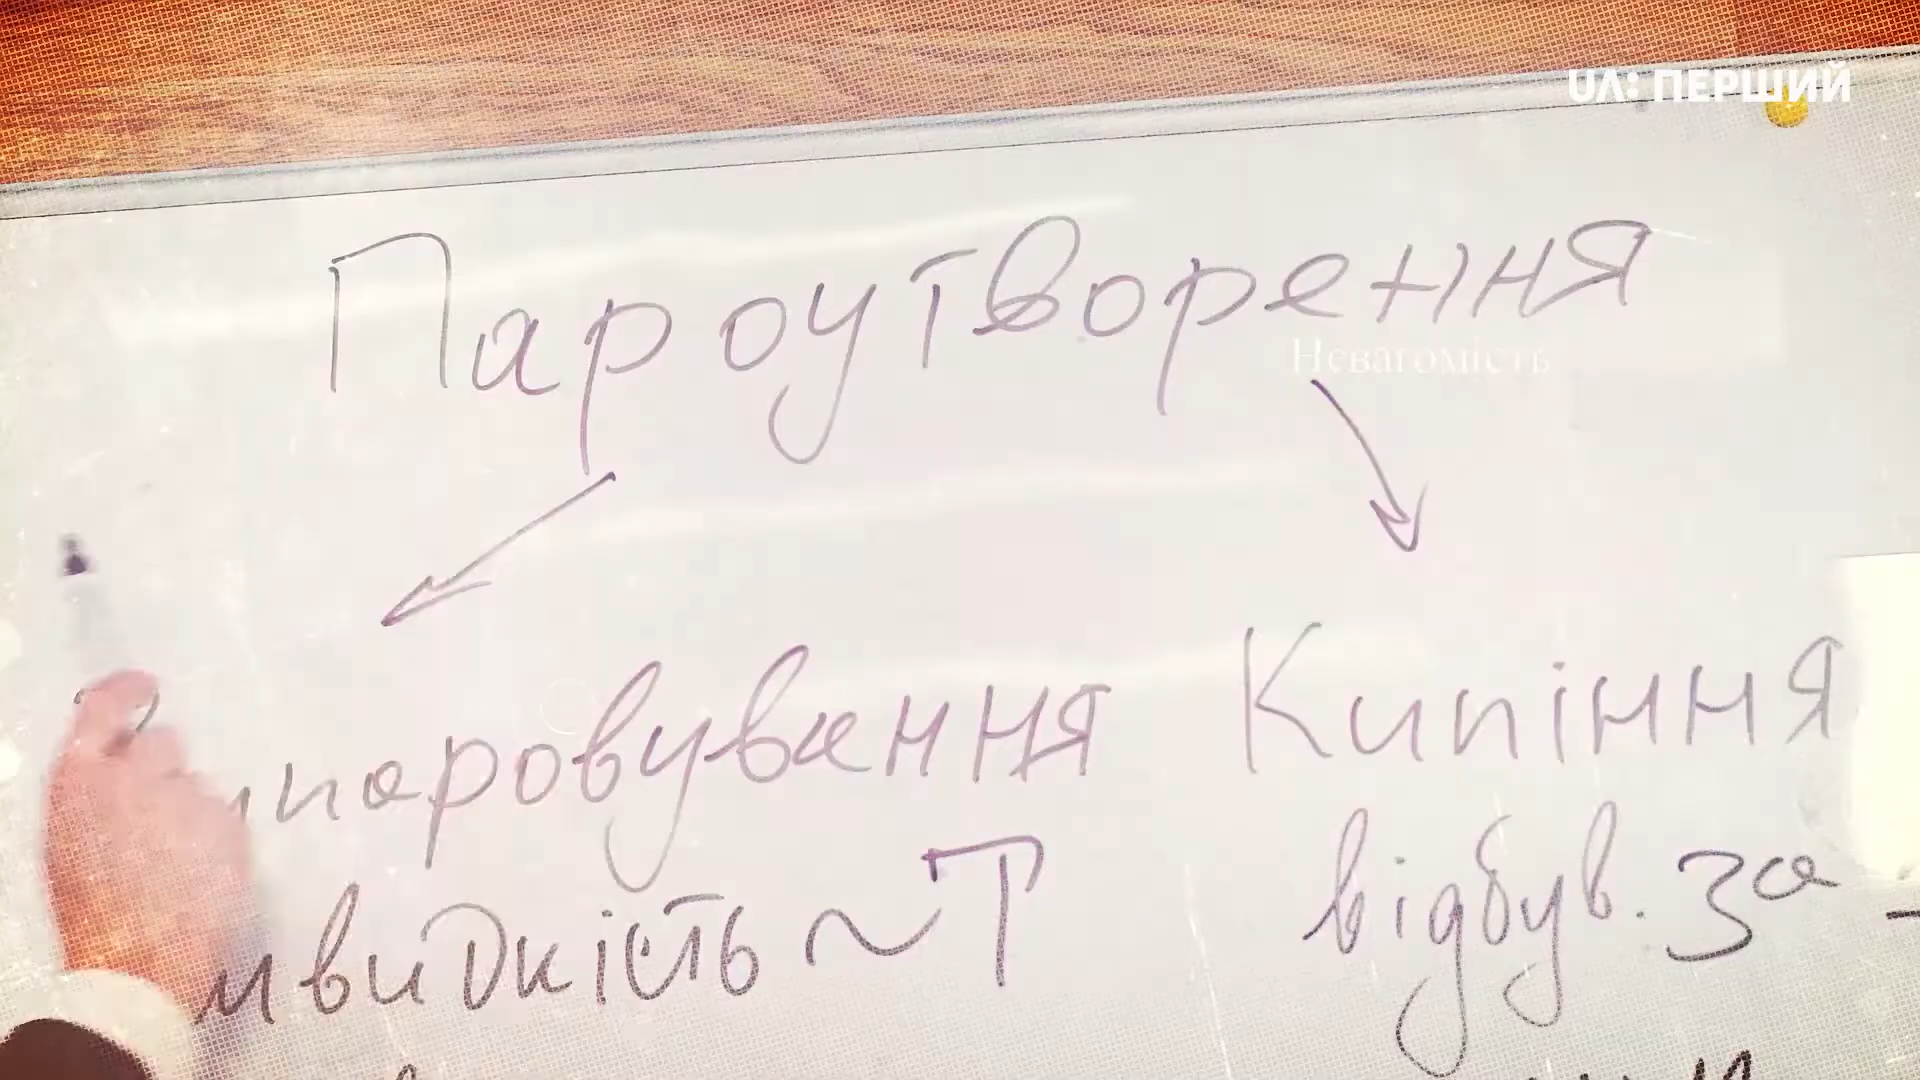 UA: ПЕРШИЙ
Пароутворення
Невагомість
Випаровування Кипіння
швидкість ~ T відбув. за